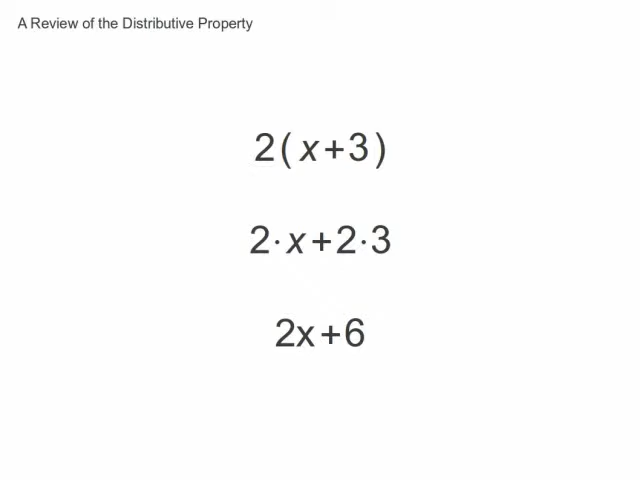 A Review of the Distributive Property
2(x+3)
2·x+2·3
2x+6